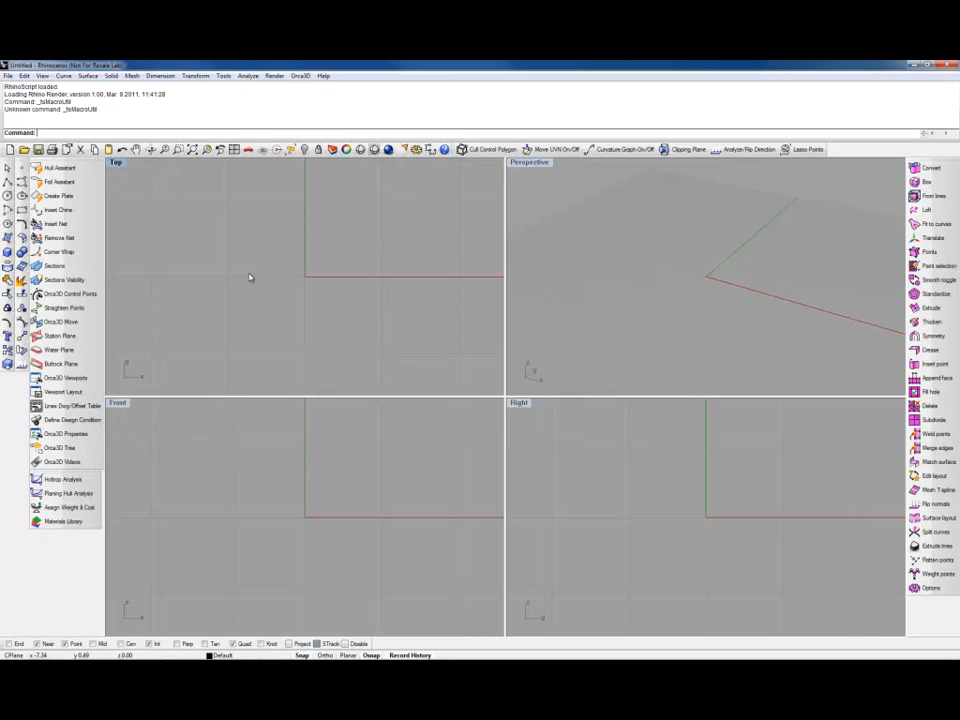 Untitled - Rhinoceros (Not For Resale Lab)
File Edit View Curve Surface Solid Mesh Dimension Transform Tools Analyze Render Orca3D Help
RhinoScript loaded.
Loading Rhino Render, version 1.00, Mar 9 2011, 11:41:28
Command: _tsMacroUtil
Unknown command: _tsMacroUtil
Command:
Cull Control Polygon Move UVN On/Off Curvature Graph On/Off Clipping Plane Analyze/Flip Direction Lasso Points
Top
Perspective
Hull Assistant
Foil Assistant
Create Plate
Insert Chine
Insert Net
Remove Net
Corner Wrap
Sections
Sections Visibility
Orca3D Control Points
Straighten Points
Orca3D Move
Station Plane
Water Plane
Buttock Plane
Orca3D Viewports
Viewport Layout
Lines Dwg/Offset Table
Define Design Condition
Orca3D Properties
Orca3D Tree
Orca3D Videos
Holtrop Analysis
Planing Hull Analysis
Assign Weight & Cost
Materials Library
Front
Right
Convert
Box
From lines
Loft
Fit to curves
Translate
Points
Paint selection
Smooth toggle
Standardize
Extrude
Thicken
Symmetry
Crease
Insert point
Append face
Fill hole
Delete
Subdivide
Weld points
Merge edges
Match surface
Edit layout
Mesh T-spline
Flip normals
Surface layout
Split curves
Extrude lines
Flatten points
Weight points
Options
End Near Point Mid Cen Int Perp Tan Quad Knot Project STrack Disable
CPlane x -7.34 y 0.49 z 0.00 Default Snap Ortho Planar Osnap Record History